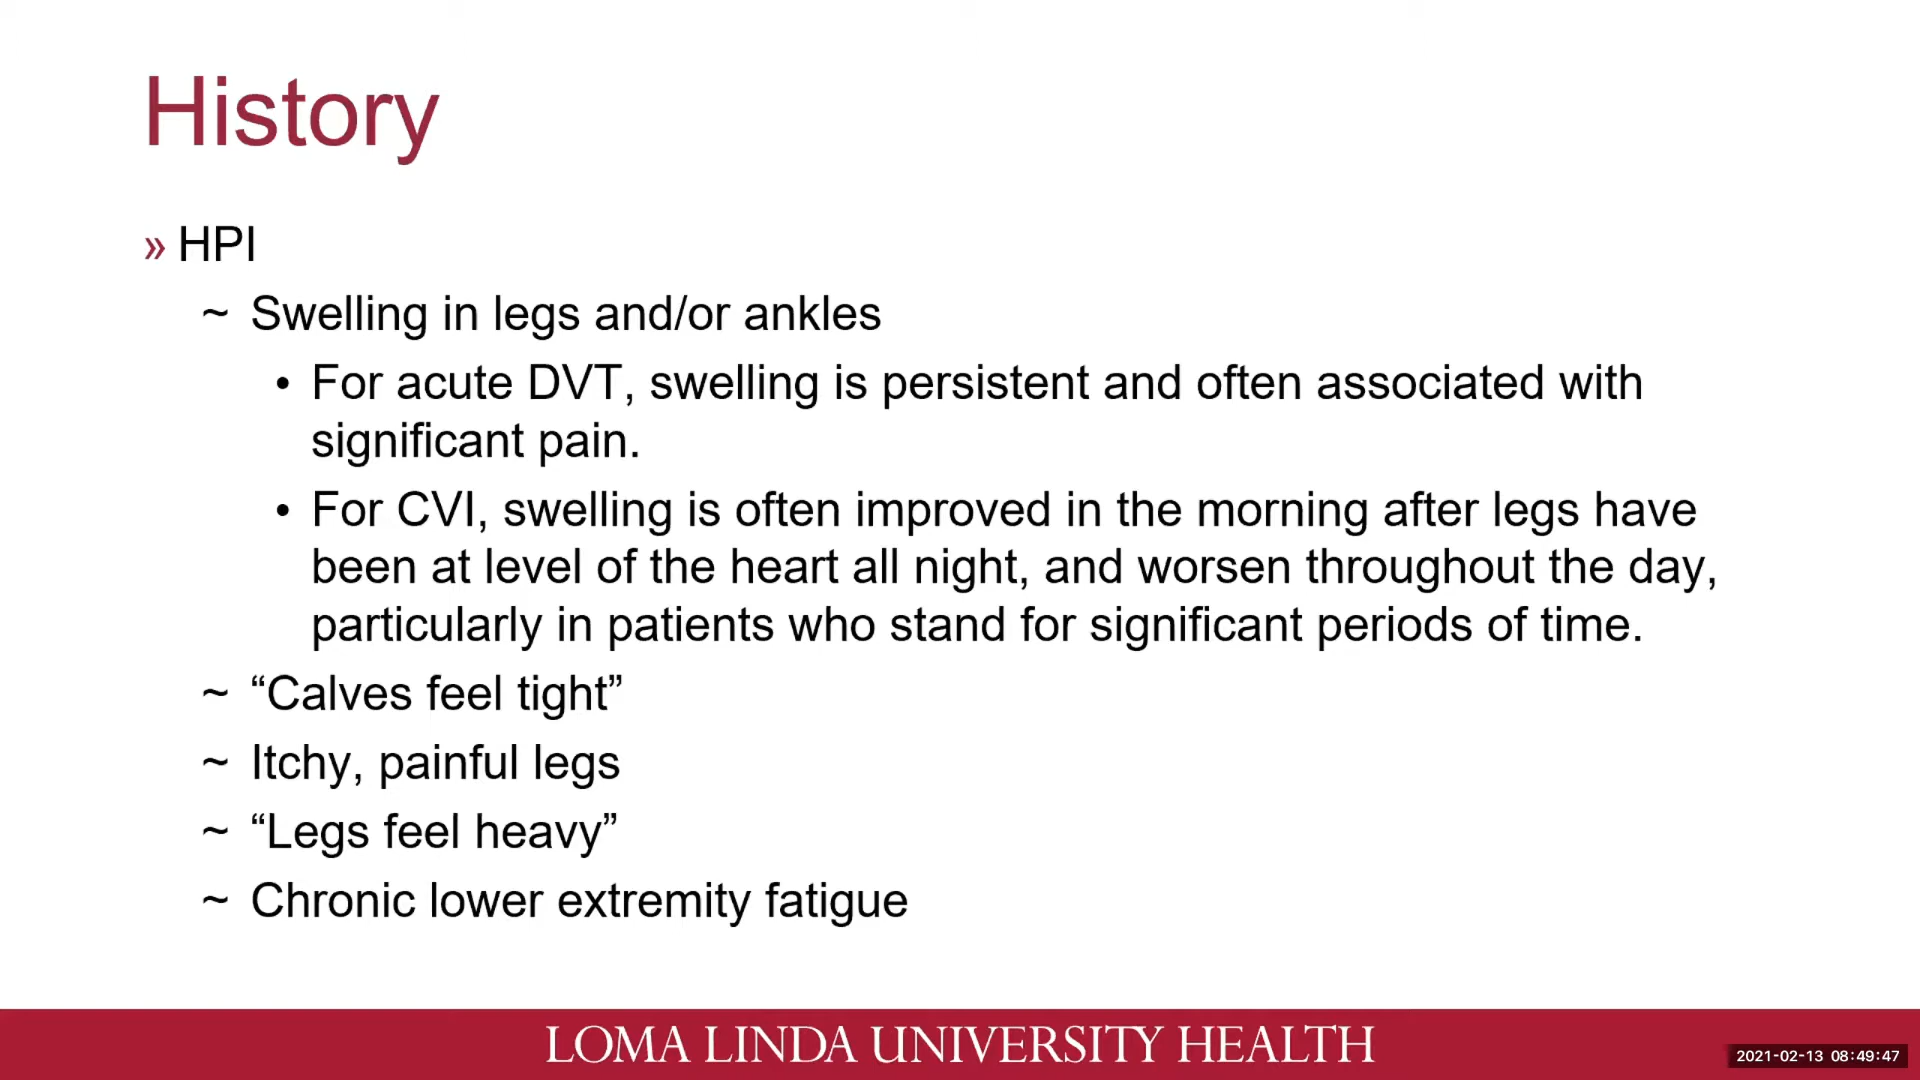 History
» HPI
~ Swelling in legs and/or ankles
• For acute DVT, swelling is persistent and often associated with
significant pain.
• For CVI, swelling is often improved in the morning after legs have
been at level of the heart all night, and worsen throughout the day,
particularly in patients who stand for significant periods of time.
~ “Calves feel tight”
~ Itchy, painful legs
~ “Legs feel heavy”
~ Chronic lower extremity fatigue
LOMA LINDA UNIVERSITY HEALTH
2021-02-13 08:49:47